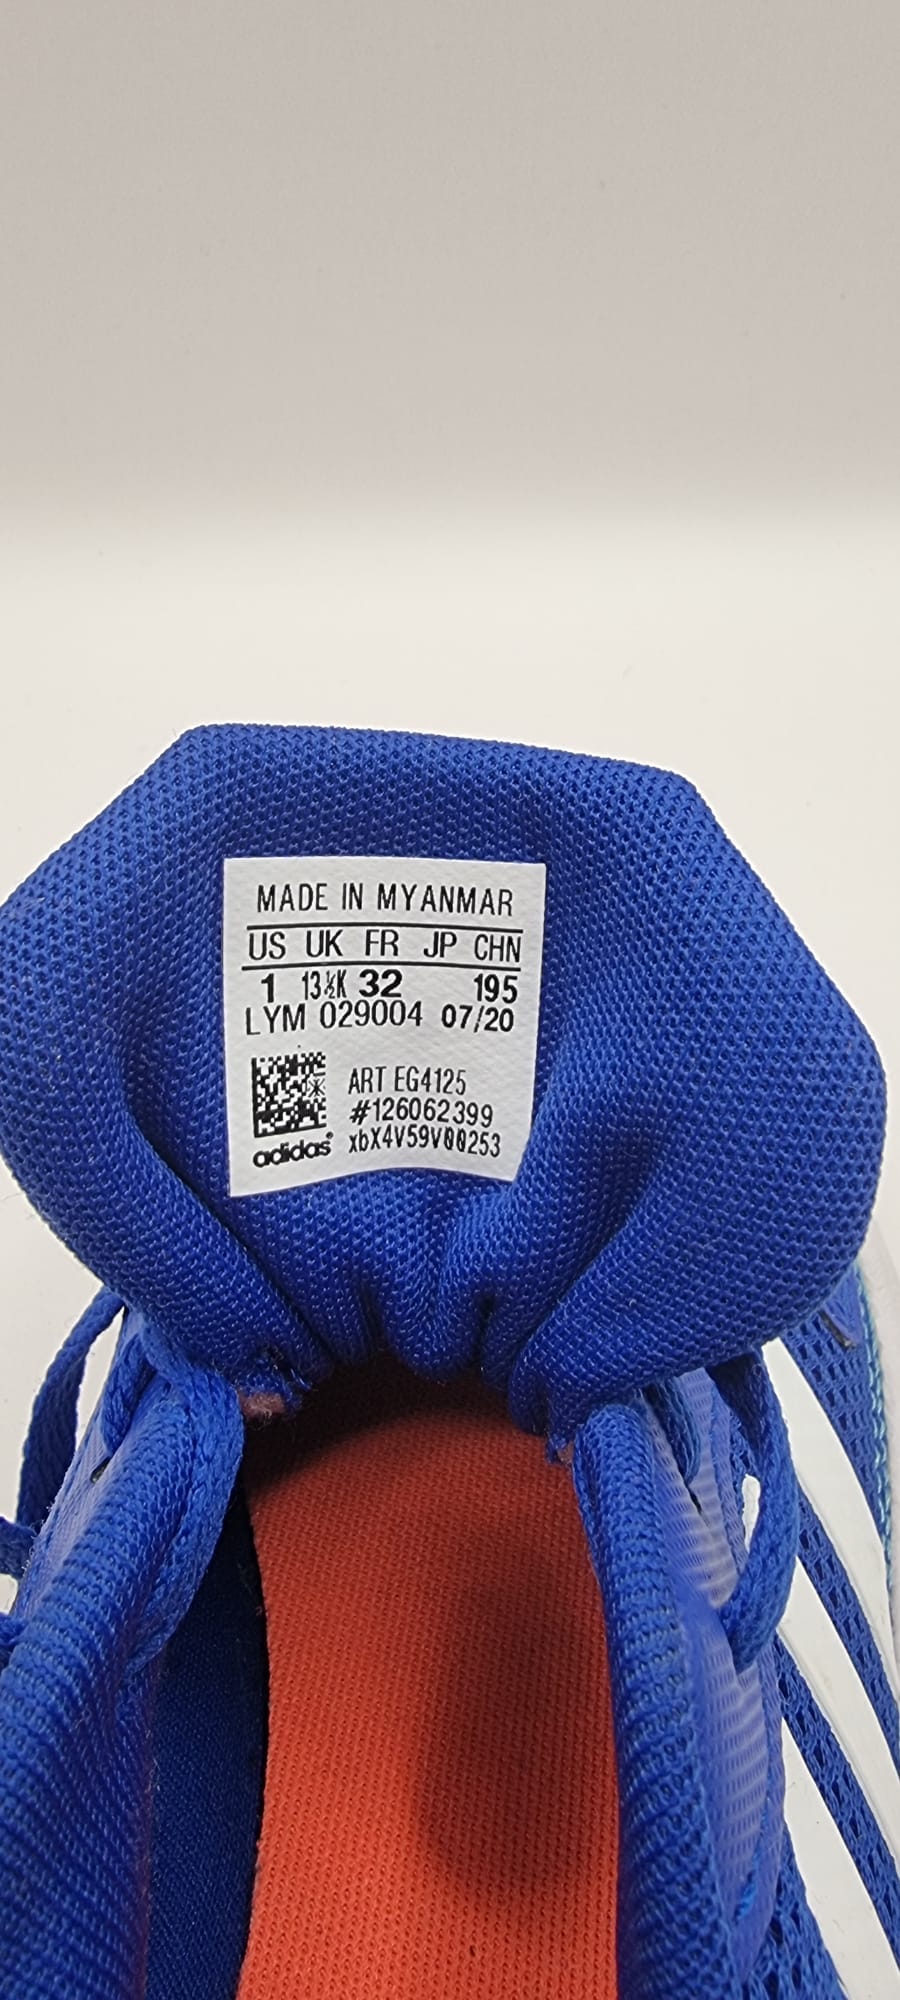 MADE IN MYANMAR
US UK FR JP CHN
1 13½K 32 195
LYM 029004 07/20
ART EG4125
#126062399
adidas® xbX4V59V00253